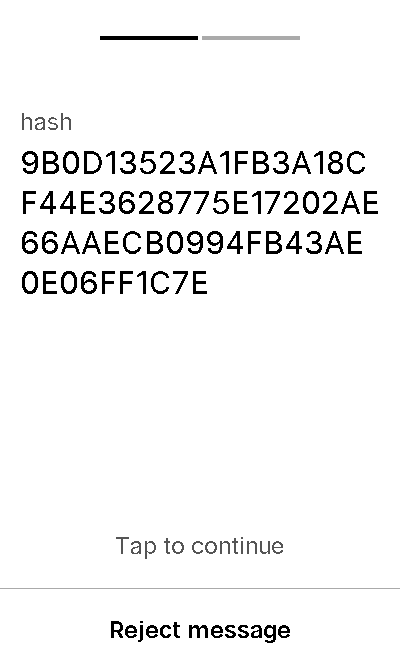 hash
9B0D13523A1FB3A18C
F44E3628775E17202AE
66AAECB0994FB43AE
0E06FF1C7E
Tap to continue
Reject message